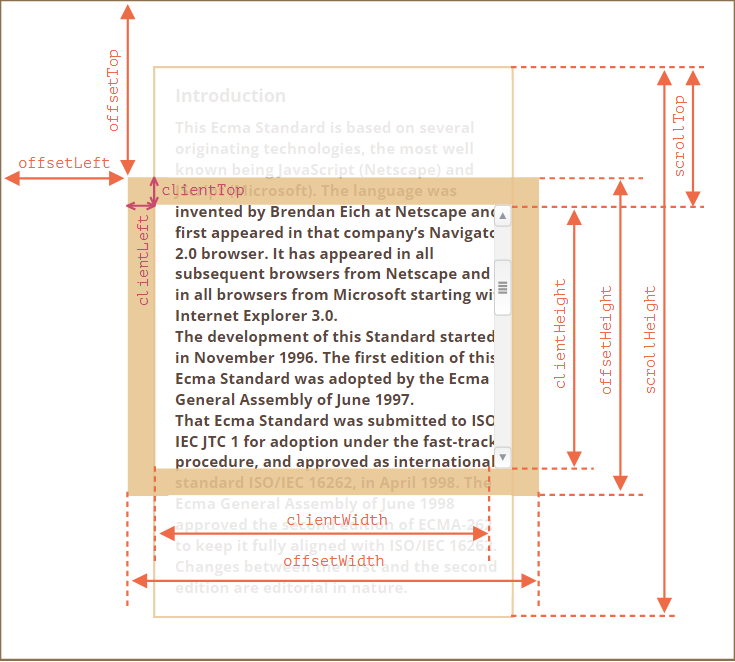 offsetTop
scrollTop
Introduction
This Ecma Standard is based on several
originating technologies, the most well
known being JavaScript (Netscape) and
offsetLeft
JScript (Microsoft). The language was
clientTop
invented by Brendan Eich at Netscape and
first appeared in that company's Navigato
2.0 browser. It has appeared in all
subsequent browsers from Netscape and
in all browsers from Microsoft starting wi
Internet Explorer 3.0.
clientLeft
The development of this Standard started
in November 1996. The first edition of this
Ecma Standard was adopted by the Ecma
General Assembly of June 1997.
clientHeight
offsetHeight
scrollHeight
That Ecma Standard was submitted to ISO
IEC JTC 1 for adoption under the fast-track
procedure, and approved as international
standard ISO/IEC 16262, in April 1998. The
Ecma General Assembly of June 1998
clientWidth
approved the second edition of ECMA-262
to keep it fully aligned with ISO/IEC 16262.
offsetWidth
Changes between the first and the second
edition are editorial in nature.